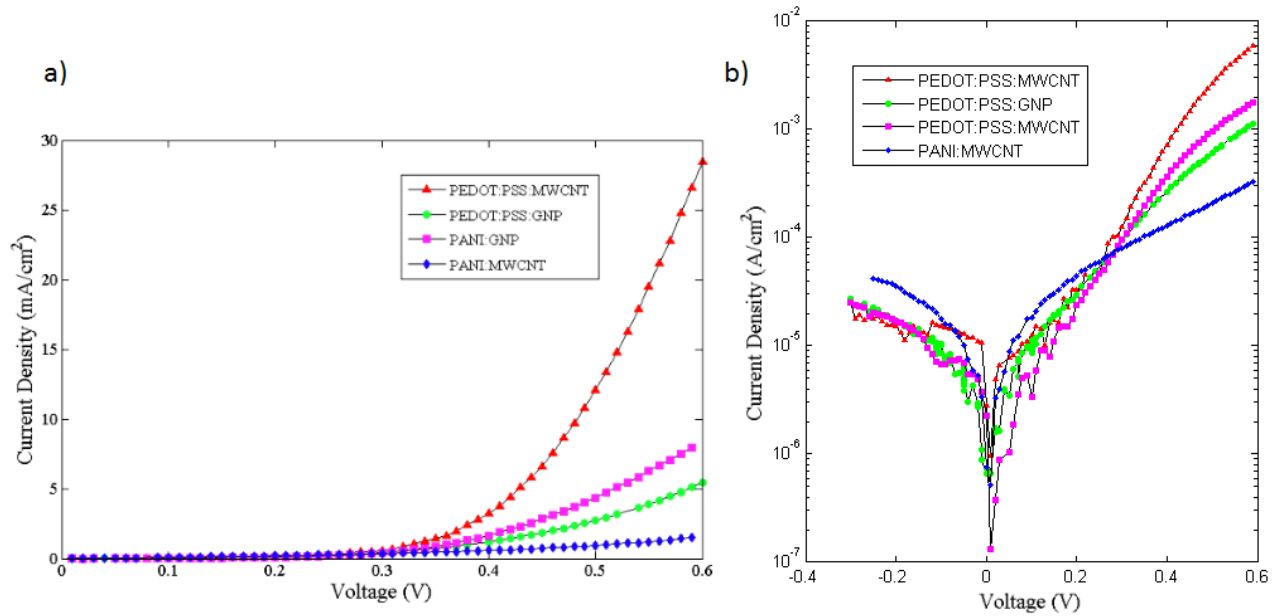 a)
30
25
20
15
10
5
0
0
0.1
0.2
0.3
0.4
0.5
0.6
Current Density (mA/cm²)
Voltage (V)
PEDOT:PSS:MWCNT
PEDOT:PSS:GNP
PANI:GNP
PANI:MWCNT
b)
10⁻²
10⁻³
10⁻⁴
10⁻⁵
10⁻⁶
10⁻⁷
-0.4
-0.2
0
0.2
0.4
0.6
Current Density (A/cm²)
Voltage (V)
PEDOT:PSS:MWCNT
PEDOT:PSS:GNP
PEDOT:PSS:MWCNT
PANI:MWCNT